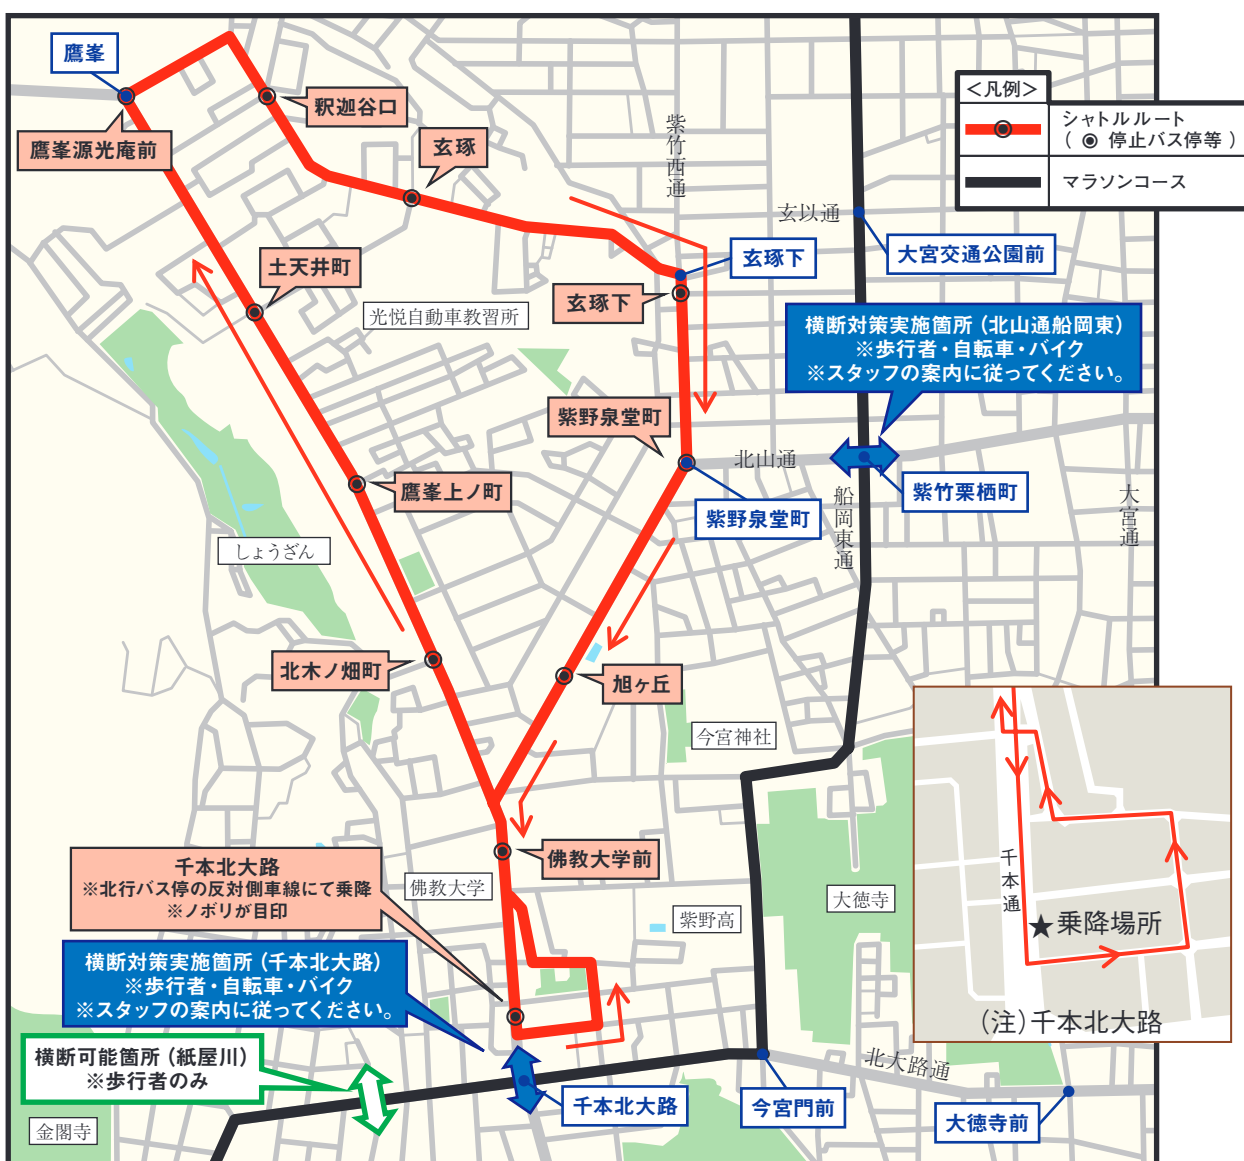 鷹峯
鷹峯源光庵前
釈迦谷口
玄琢
紫竹西通
玄以通
＜凡例＞
シャトルルート
（ ◉ 停止バス停等 ）
マラソンコース
大宮交通公園前
玄琢下
玄琢下
土天井町
光悦自動車教習所
横断対策実施箇所（北山通船岡東）
※歩行者・自転車・バイク
※スタッフの案内に従ってください。
紫野泉堂町
北山通
紫野泉堂町
船岡東通
紫竹栗栖町
大宮通
鷹峯上ノ町
しょうざん
北木ノ畑町
旭ヶ丘
今宮神社
佛教大学前
千本北大路
※北行バス停の反対側車線にて乗降
※ノボリが目印
佛教大学
紫野高
大徳寺
千本通
★乗降場所
（注）千本北大路
横断対策実施箇所（千本北大路）
※歩行者・自転車・バイク
※スタッフの案内に従ってください。
横断可能箇所（紙屋川）
※歩行者のみ
金閣寺
千本北大路
今宮門前
北大路通
大徳寺前